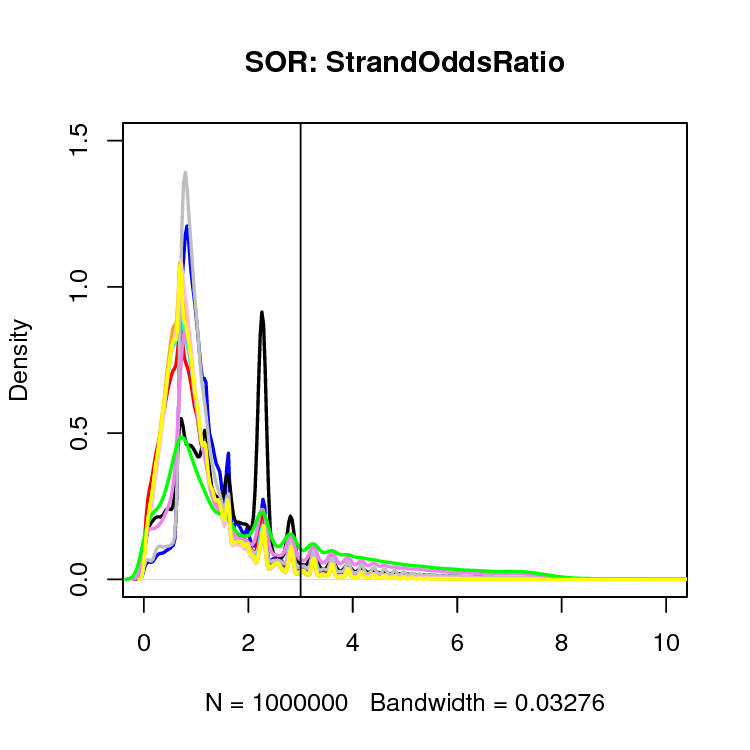 SOR: StrandOddsRatio
Density
1.5
1.0
0.5
0.0
0 2 4 6 8 10
N = 1000000 Bandwidth = 0.03276